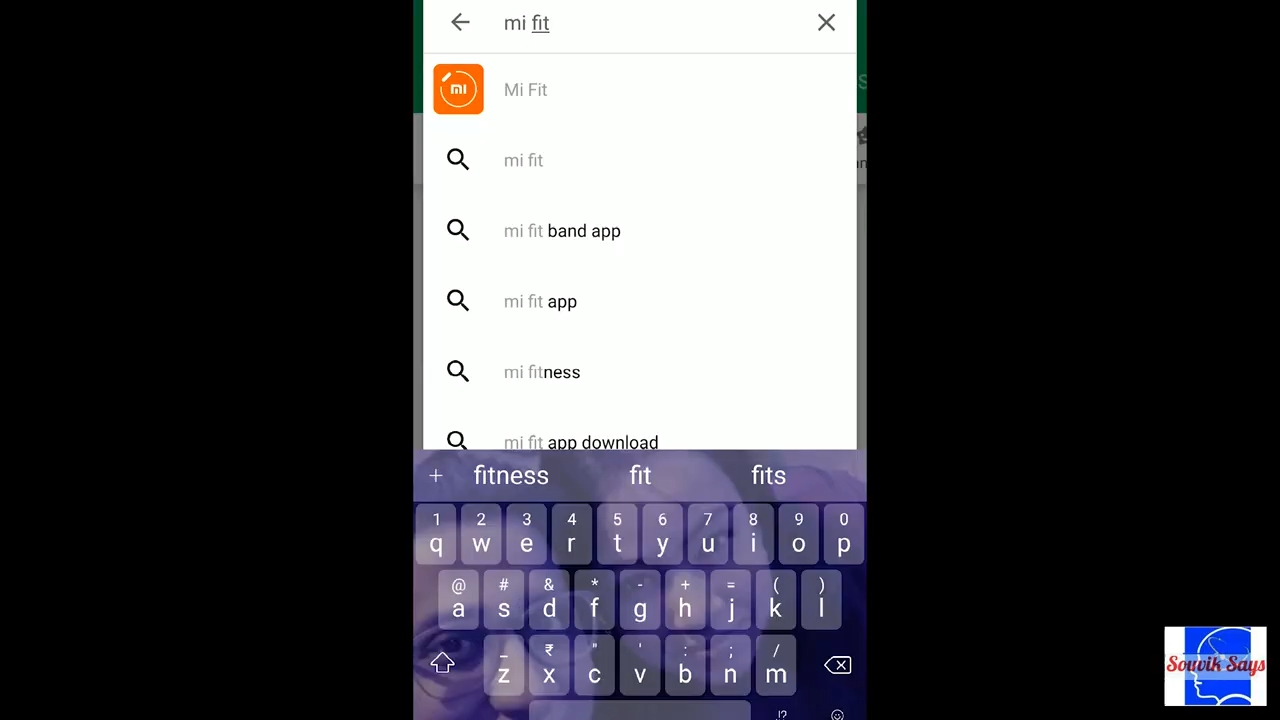 mi fit
mi
Mi Fit
mi fit
mi fit band app
mi fit app
mi fitness
mi fit app download
+ fitness fit fits
1 2 3 4 5 6 7 8 9 0
q w e r t y u i o p
@ # & * - + = ( )
a s d f g h j k l
_ ₹ " ' : ; /
z x c v b n m
!?
Souvik Says